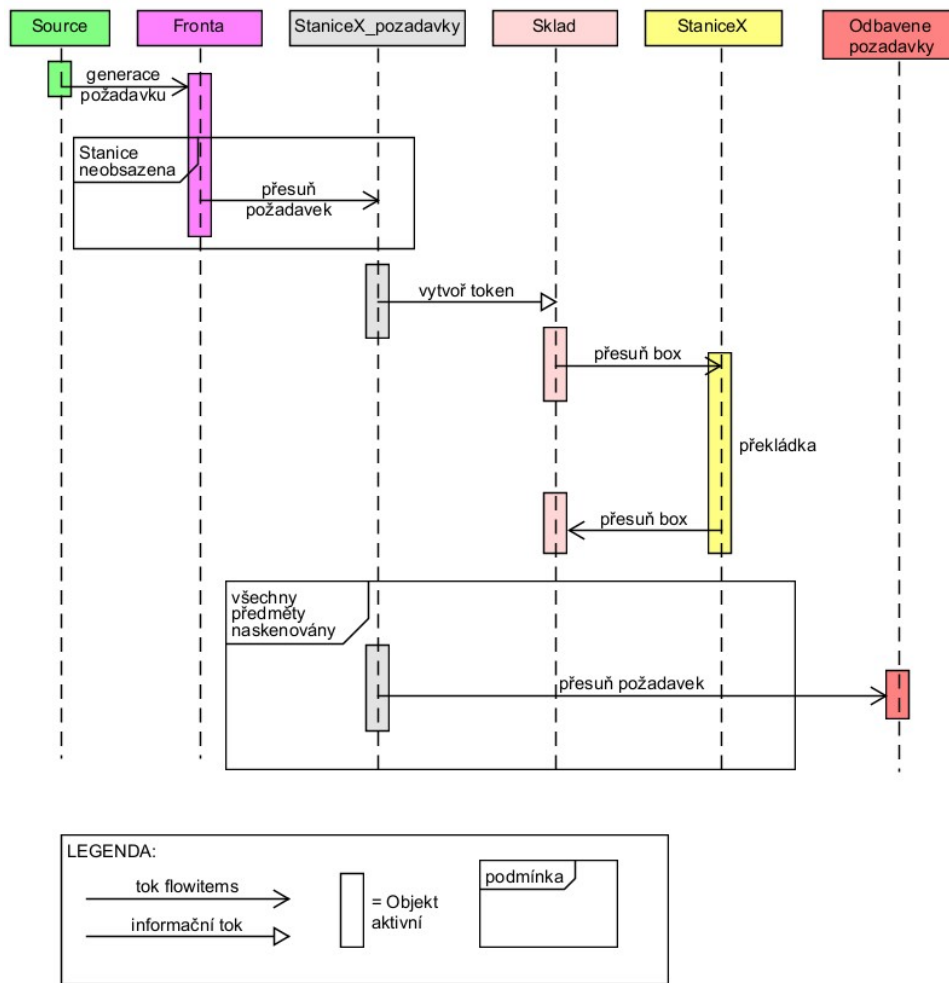 Source
Fronta
StaniceX_pozadavky
Sklad
StaniceX
Odbavene
pozadavky
generace
požadavku
Stanice
neobsazena
přesuň
požadavek
vytvoř token
přesuň box
překládka
přesuň box
všechny
předměty
naskenovány
přesuň požadavek
LEGENDA:
tok flowitems
informační tok
= Objekt
aktivní
podmínka